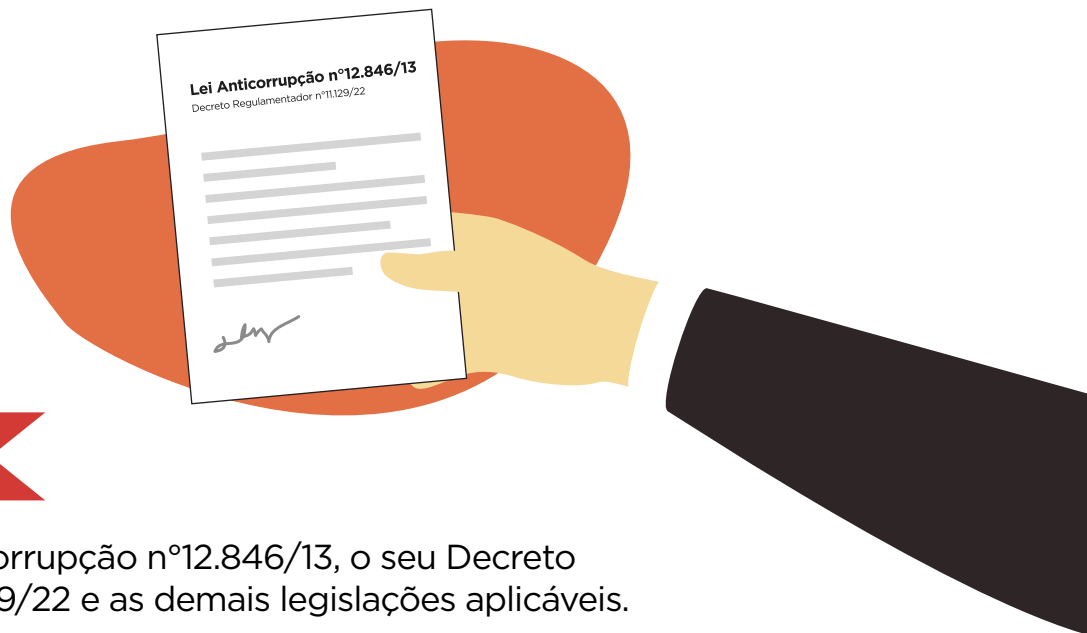 Lei Anticorrupção n°12.846/13
Decreto Regulamentador n°11.129/22
orrupção n°12.846/13, o seu Decreto
9/22 e as demais legislações aplicáveis.